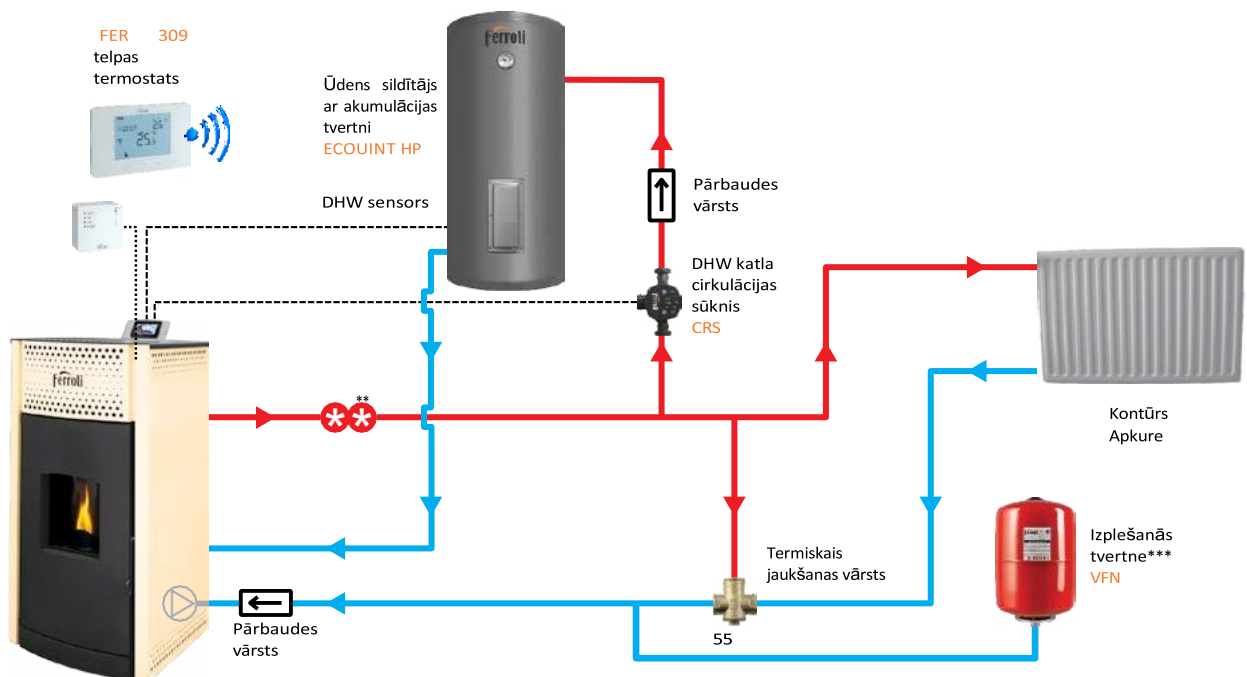 FER 309
telpas
termostats
Ūdens sildītājs
ar akumulācijas
tvertni
ECOUINT HP
Ferroli
DHW sensors
Pārbaudes
vārsts
DHW katla
cirkulācijas
sūknis
CRS
Ferroli
**
Kontūrs
Apkure
Termiskais
jaukšanas vārsts
55
Izplešanās
tvertne***
VFN
Pārbaudes
vārsts